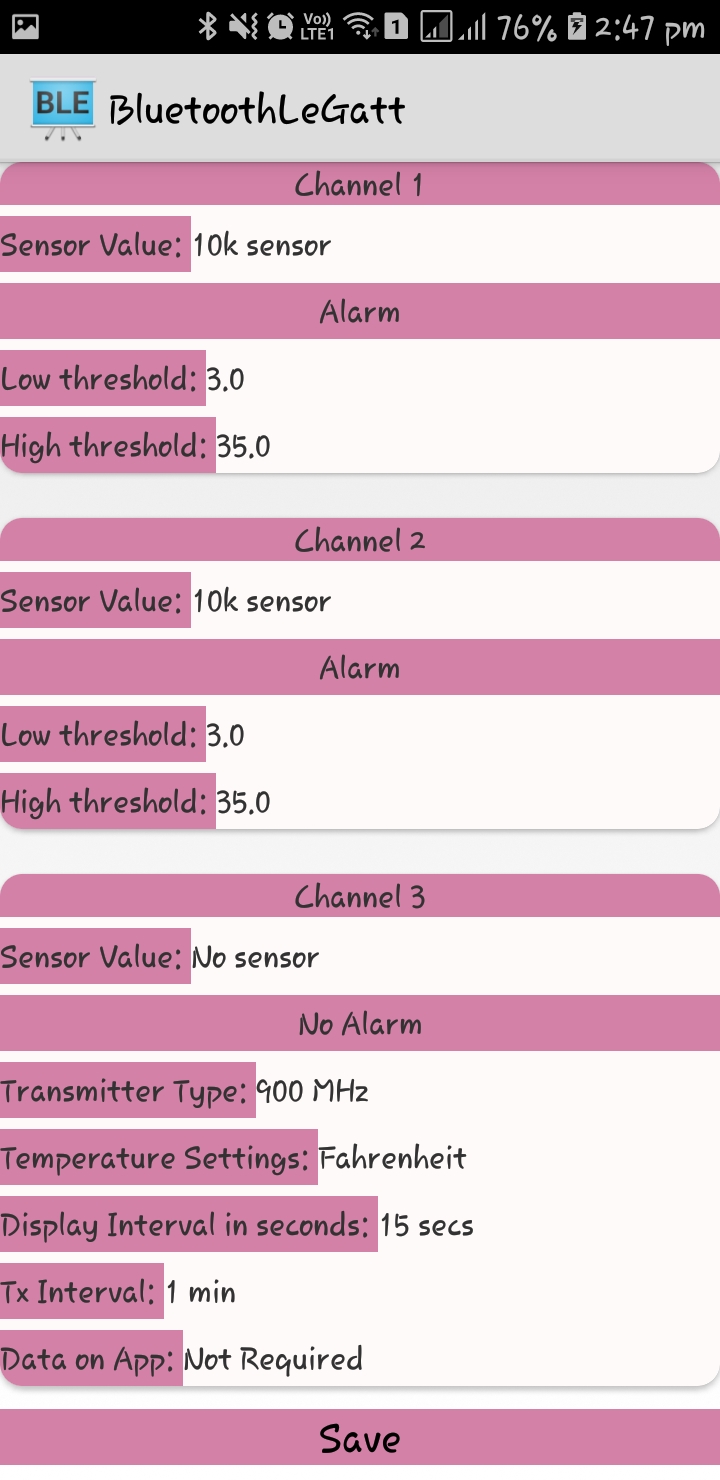 Vo)) LTE1 1 76% 2:47 pm
BLE BluetoothLeGatt
Channel 1
Sensor Value: 10k sensor
Alarm
Low threshold: 3.0
High threshold: 35.0
Channel 2
Sensor Value: 10k sensor
Alarm
Low threshold: 3.0
High threshold: 35.0
Channel 3
Sensor Value: No sensor
No Alarm
Transmitter Type: 900 MHz
Temperature Settings: Fahrenheit
Display Interval in seconds: 15 secs
Tx Interval: 1 min
Data on App: Not Required
Save